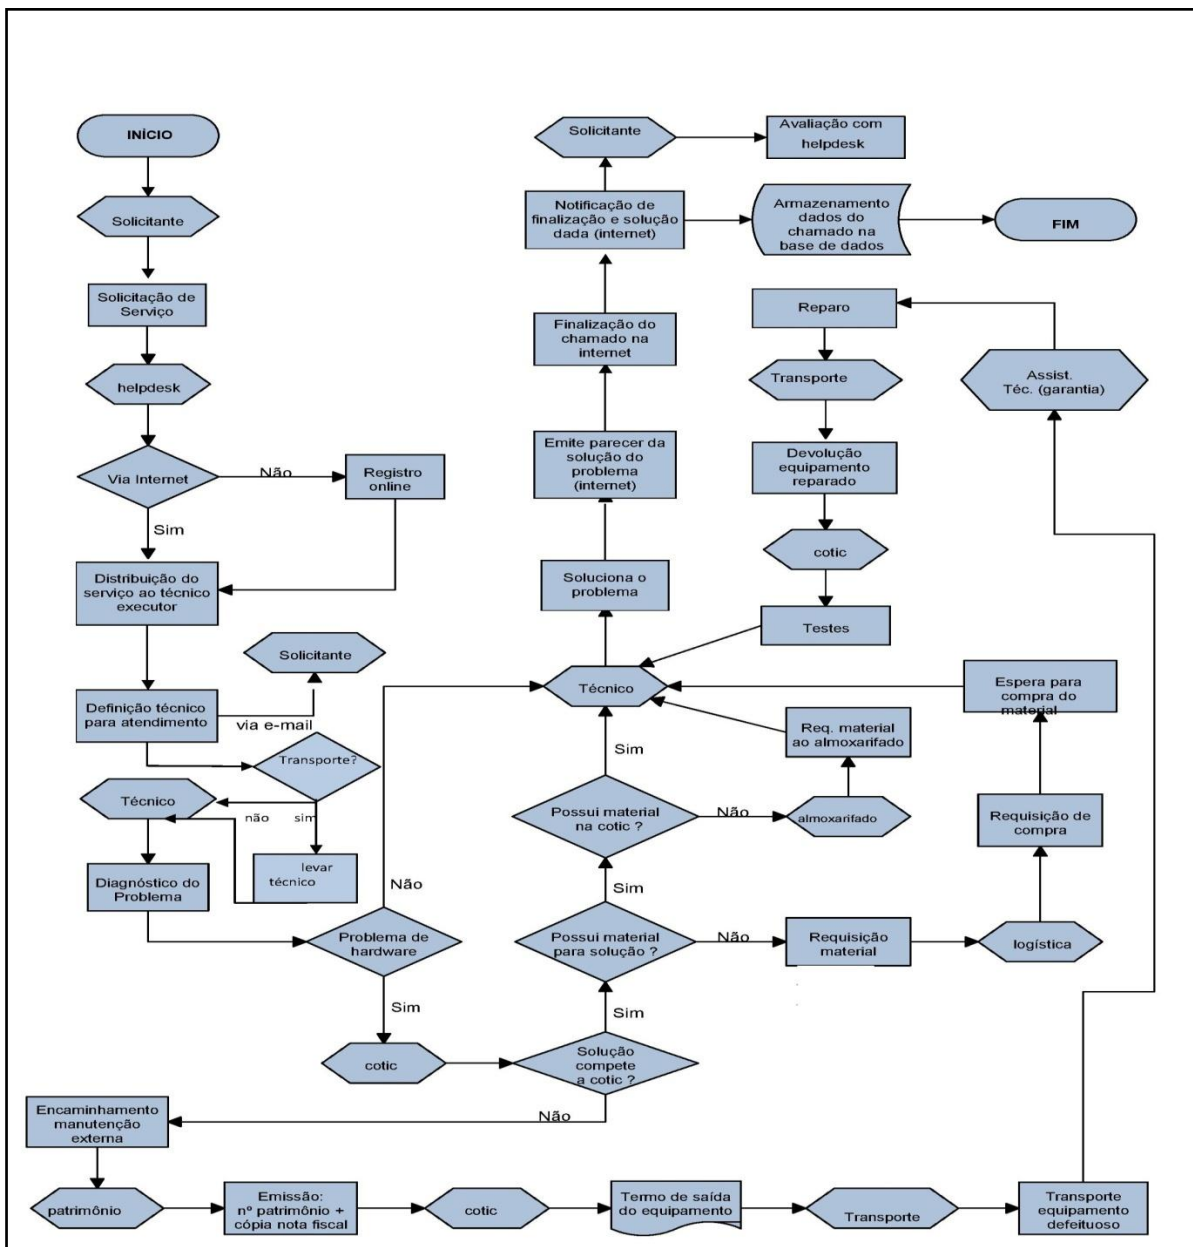 INÍCIO
Solicitante
Solicitação de
Serviço
helpdesk
Via Internet
Não
Registro
online
Sim
Distribuição do
serviço ao técnico
executor
Solicitante
Definição técnico
para atendimento
via e-mail
Transporte?
Técnico
não
sim
levar
técnico
Diagnóstico do
Problema
Não
Problema de
hardware
Sim
cotic
Solução
compete
a cotic ?
Sim
Não
Possui material
para solução ?
Não
Requisição
material
logística
Requisição de
compra
Espera para
compra do
material
Sim
Possui material
na cotic ?
Não
almoxarifado
Req. material
ao almoxarifado
Sim
Técnico
Soluciona o
problema
Emite parecer da
solução do
problema
(internet)
Finalização do
chamado na
internet
Notificação de
finalização e solução
dada (internet)
Solicitante
Avaliação com
helpdesk
Armazenamento
dados do
chamado na
base de dados
FIM
Encaminhamento
manutenção
externa
patrimônio
Emissão:
nº patrimônio +
cópia nota fiscal
cotic
Termo de saída
do equipamento
Transporte
Transporte
equipamento
defeituoso
Assist.
Téc. (garantia)
Reparo
Transporte
Devolução
equipamento
reparado
cotic
Testes